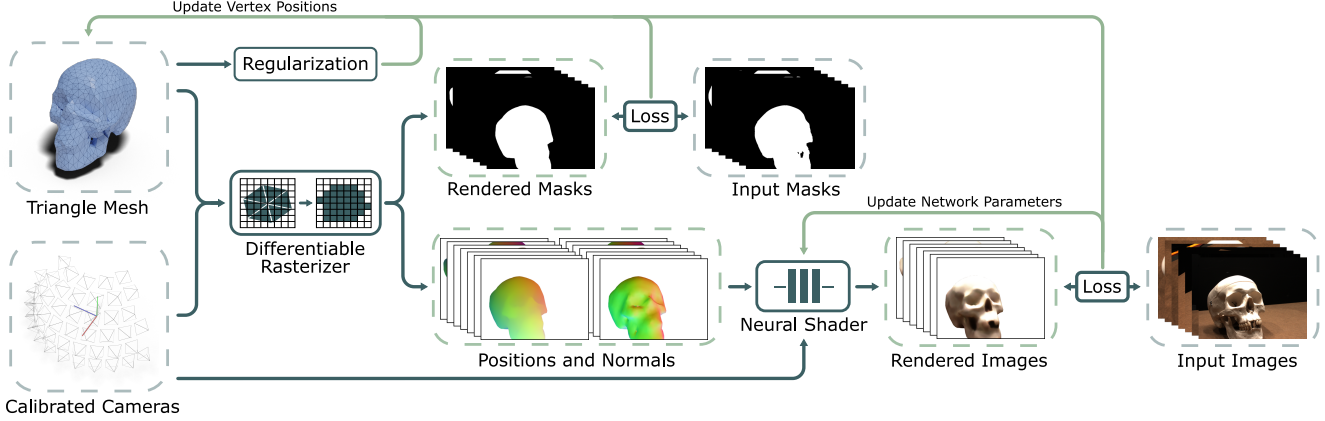 Update Vertex Positions
Regularization
Triangle Mesh
Loss
Rendered Masks
Input Masks
Differentiable
Rasterizer
Update Network Parameters
Loss
Neural Shader
Positions and Normals
Rendered Images
Input Images
Calibrated Cameras